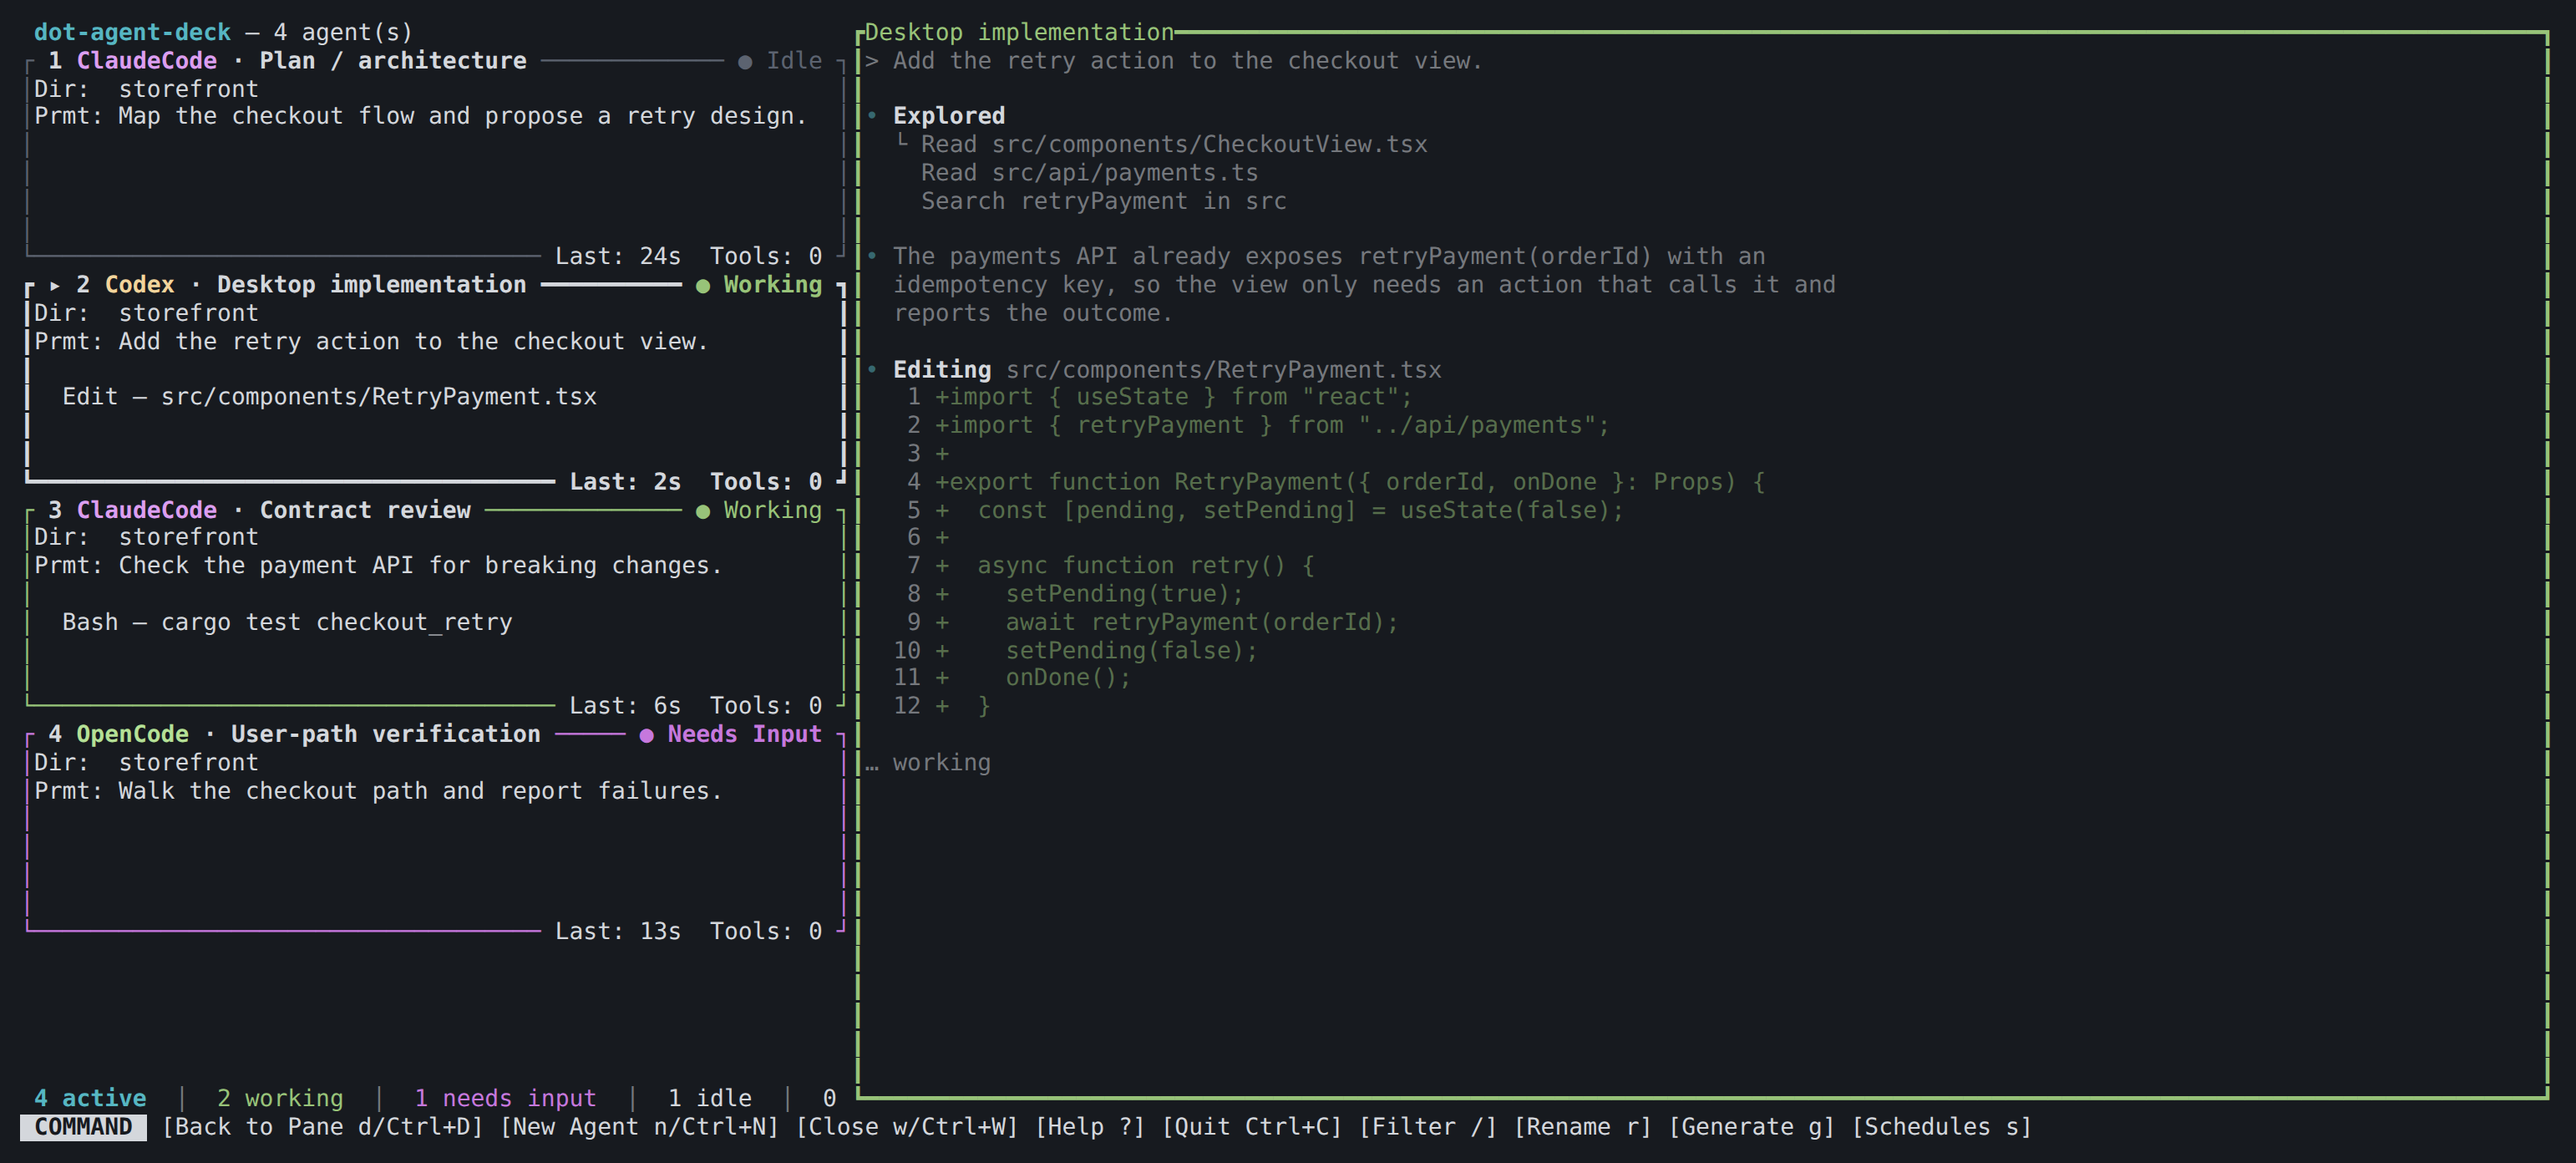 dot-agent-deck — 4 agent(s)
1 ClaudeCode · Plan / architecture ● Idle
Dir: storefront
Prmt: Map the checkout flow and propose a retry design.
Last: 24s Tools: 0
▸ 2 Codex · Desktop implementation ● Working
Dir: storefront
Prmt: Add the retry action to the checkout view.
Edit — src/components/RetryPayment.tsx
Last: 2s Tools: 0
3 ClaudeCode · Contract review ● Working
Dir: storefront
Prmt: Check the payment API for breaking changes.
Bash — cargo test checkout_retry
Last: 6s Tools: 0
4 OpenCode · User-path verification ● Needs Input
Dir: storefront
Prmt: Walk the checkout path and report failures.
Last: 13s Tools: 0
4 active │ 2 working │ 1 needs input │ 1 idle │ 0
Desktop implementation
> Add the retry action to the checkout view.
• Explored
└ Read src/components/CheckoutView.tsx
Read src/api/payments.ts
Search retryPayment in src
• The payments API already exposes retryPayment(orderId) with an
idempotency key, so the view only needs an action that calls it and
reports the outcome.
• Editing src/components/RetryPayment.tsx
1 +import { useState } from "react";
2 +import { retryPayment } from "../api/payments";
3 +
4 +export function RetryPayment({ orderId, onDone }: Props) {
5 +  const [pending, setPending] = useState(false);
6 +
7 +  async function retry() {
8 +    setPending(true);
9 +    await retryPayment(orderId);
10 +    setPending(false);
11 +    onDone();
12 +  }
… working
COMMAND [Back to Pane d/Ctrl+D] [New Agent n/Ctrl+N] [Close w/Ctrl+W] [Help ?] [Quit Ctrl+C] [Filter /] [Rename r] [Generate g] [Schedules s]